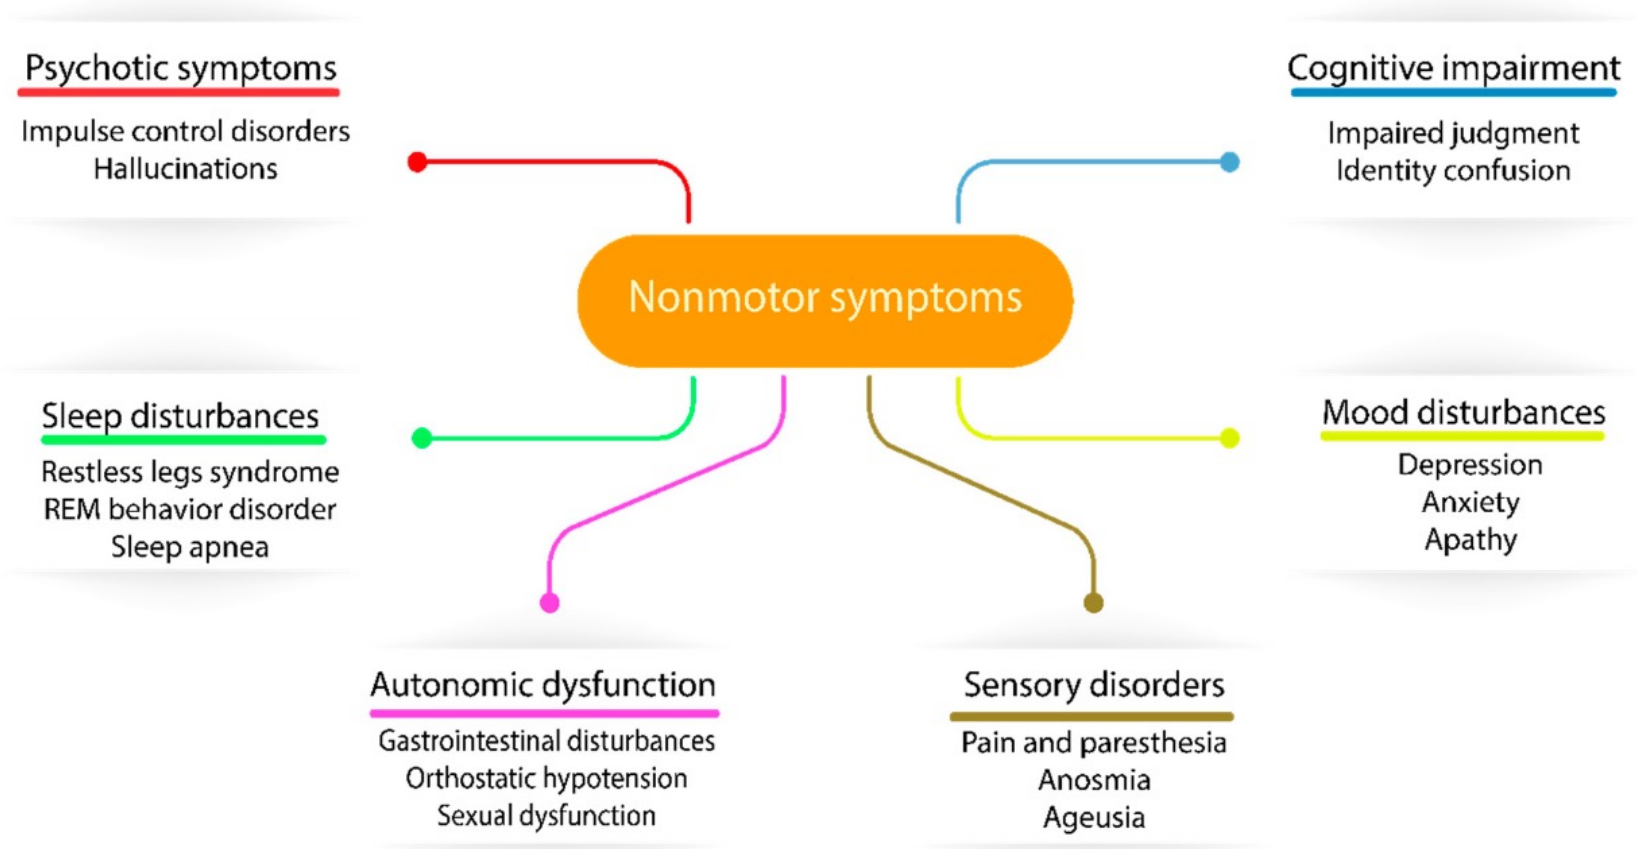 Psychotic symptoms
Impulse control disorders
Hallucinations
Cognitive impairment
Impaired judgment
Identity confusion
Nonmotor symptoms
Sleep disturbances
Restless legs syndrome
REM behavior disorder
Sleep apnea
Mood disturbances
Depression
Anxiety
Apathy
Autonomic dysfunction
Gastrointestinal disturbances
Orthostatic hypotension
Sexual dysfunction
Sensory disorders
Pain and paresthesia
Anosmia
Ageusia